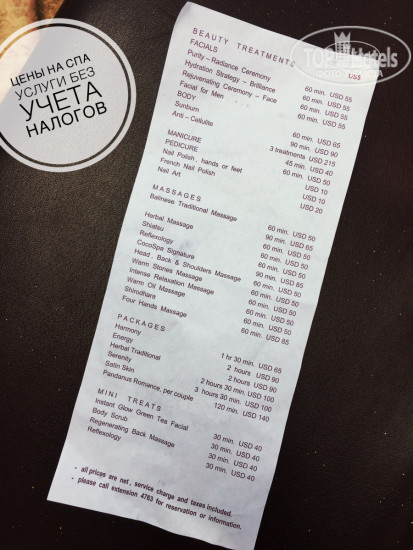 ЦЕНЫ НА СПА
УСЛУГИ БЕЗ
УЧЕТА
НАЛОГОВ
TopHotels
BEAUTY TREATMENTS
FACIALS US$
Purity – Radiance Ceremony 60 min. USD 55
Hydration Strategy – Brilliance 60 min. USD 55
Rejuvenating Ceremony – Face 60 min. USD 55
Facial for Men 60 min. USD 55
BODY
Sunburn 60 min. USD 65
Anti – Cellulite 90 min. USD 90
3 treatments USD 215
MANICURE 45 min. USD 40
PEDICURE 60 min. USD 50
Nail Polish, hands or feet USD 10
French Nail Polish USD 10
Nail Art USD 20
MASSAGES
Balinese Traditional Massage 60 min. USD 50
90 min. USD 65
Herbal Massage 60 min. USD 50
Shiatsu 60 min. USD 50
Reflexology 60 min. USD 50
CocoSpa Signature 90 min. USD 85
Head, Back & Shoulders Massage 60 min. USD 50
Warm Stones Massage 60 min. USD 50
Intense Relaxation Massage 60 min. USD 50
Warm Oil Massage 60 min. USD 50
Shirodhara 60 min. USD 50
Four Hands Massage 60 min. USD 85
PACKAGES
Harmony 1 hr 30 min. USD 65
Energy 2 hours USD 90
Herbal Traditional 2 hours USD 90
Serenity 2 hours 30 min. USD 100
Satin Skin 3 hours 30 min. USD 100
Pandanus Romance, per couple 120 min. USD 140
MINI TREATS
Instant Glow Green Tea Facial 30 min. USD 40
Body Scrub 30 min. USD 40
Regenerating Back Massage 30 min. USD 40
Reflexology 30 min. USD 40
- all prices are net , service charge and taxes included.
- please call extension 4763 for reservation or information.